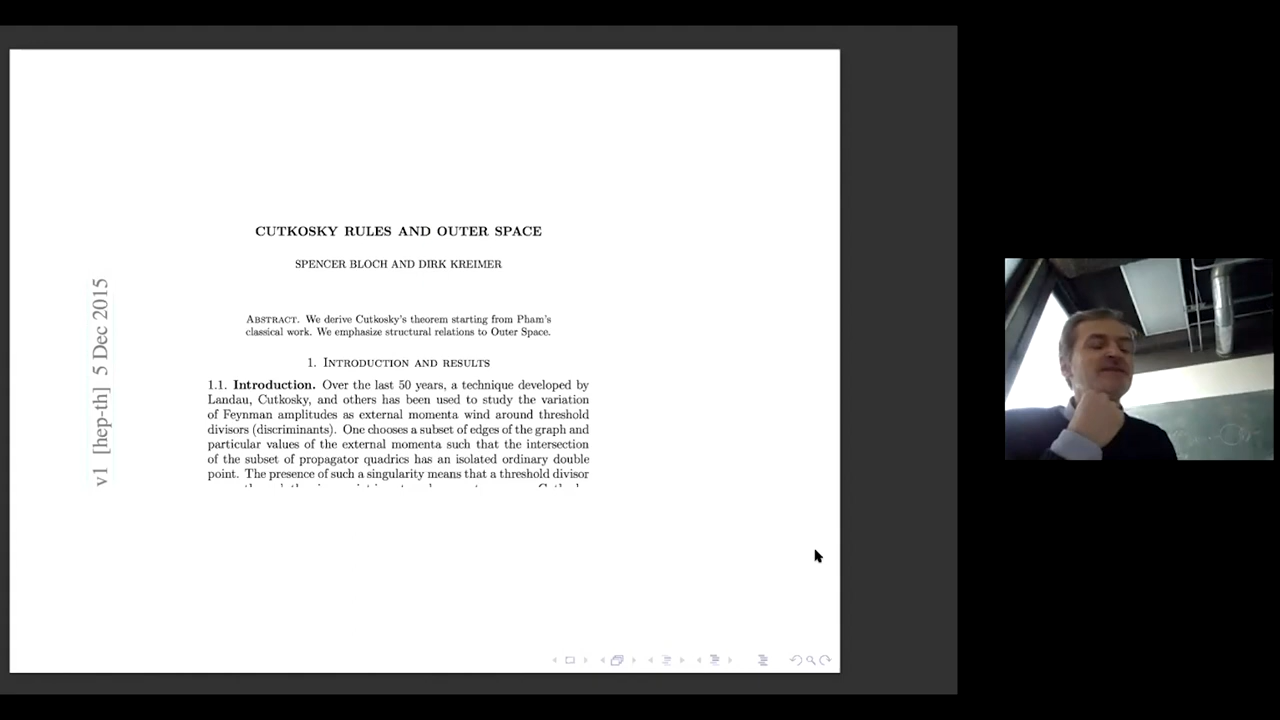 CUTKOSKY RULES AND OUTER SPACE
SPENCER BLOCH AND DIRK KREIMER
ABSTRACT. We derive Cutkosky's theorem starting from Pham's
classical work. We emphasize structural relations to Outer Space.
1. INTRODUCTION AND RESULTS
1.1. Introduction. Over the last 50 years, a technique developed by
Landau, Cutkosky, and others has been used to study the variation
of Feynman amplitudes as external momenta wind around threshold
divisors (discriminants). One chooses a subset of edges of the graph and
particular values of the external momenta such that the intersection
of the subset of propagator quadrics has an isolated ordinary double
point. The presence of such a singularity means that a threshold divisor
v1 [hep-th] 5 Dec 2015